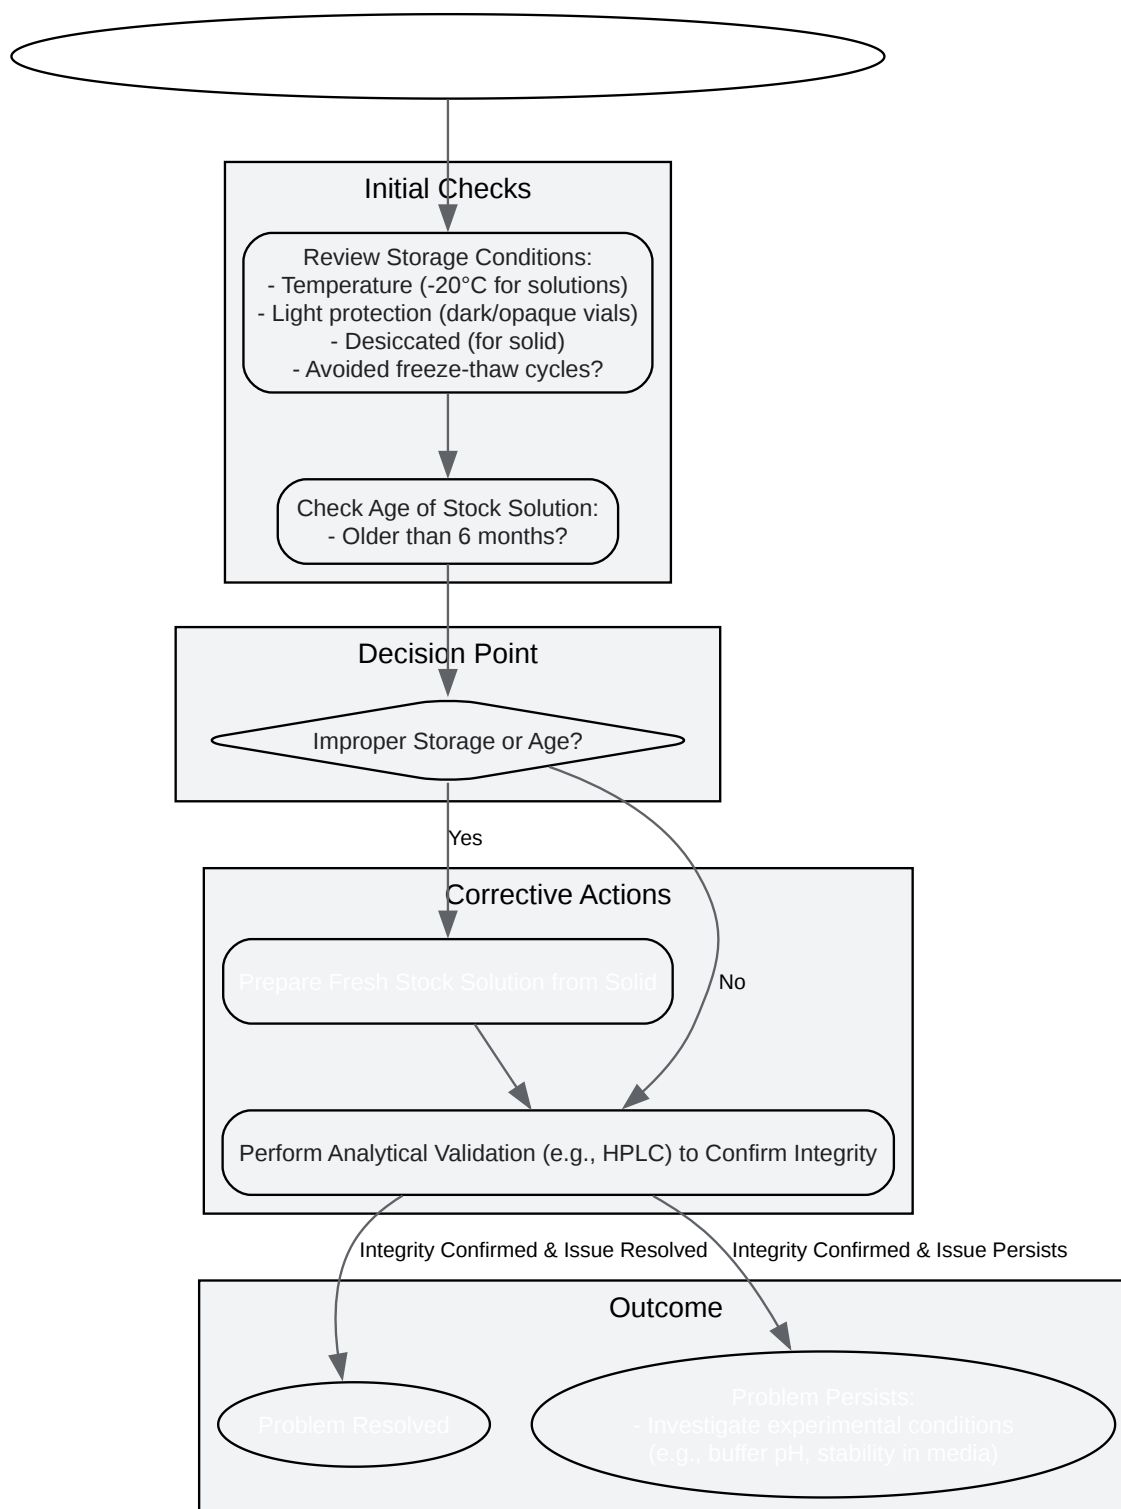 Initial Checks
Review Storage Conditions:
- Temperature (-20°C for solutions)
- Light protection (dark/opaque vials)
- Desiccated (for solid)
- Avoided freeze-thaw cycles?
Check Age of Stock Solution:
- Older than 6 months?
Decision Point
Improper Storage or Age?
Yes
Corrective Actions
Prepare Fresh Stock Solution from Solid
No
Perform Analytical Validation (e.g., HPLC) to Confirm Integrity
Integrity Confirmed & Issue Resolved
Integrity Confirmed & Issue Persists
Outcome
Problem Resolved
Problem Persists:
- Investigate experimental conditions
(e.g., buffer pH, stability in media)